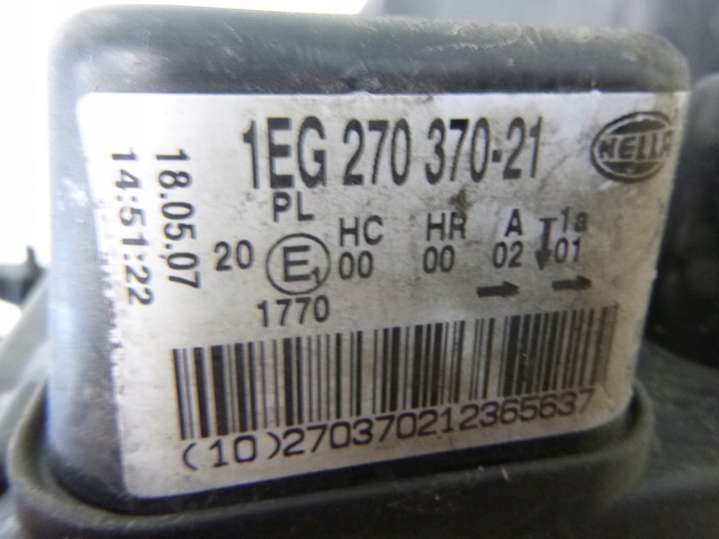 1EG 270 370-21
HELLA
18.05.07
14:51:22
PL
HC HR A 1a
20 E1 00 00 02 01
1770
(10)270370212365637